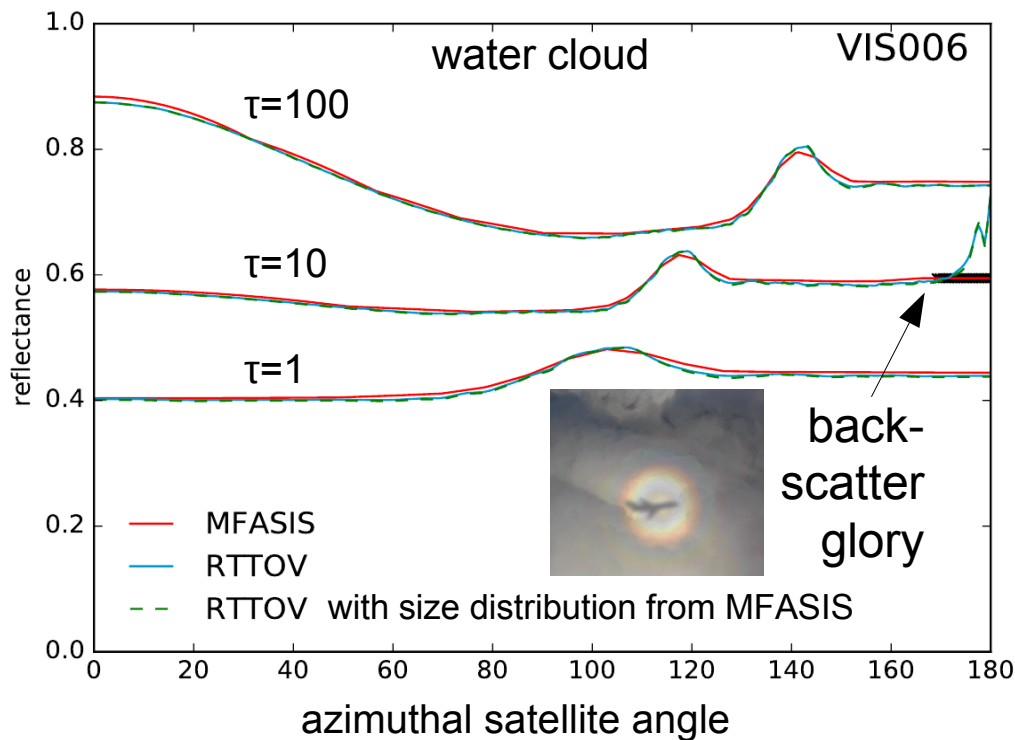 water cloud
VIS006
τ=100
τ=10
τ=1
back-
scatter
glory
MFASIS
RTTOV
RTTOV with size distribution from MFASIS
reflectance
1.0
0.8
0.6
0.4
0.2
0.0
0 20 40 60 80 100 120 140 160 180
azimuthal satellite angle